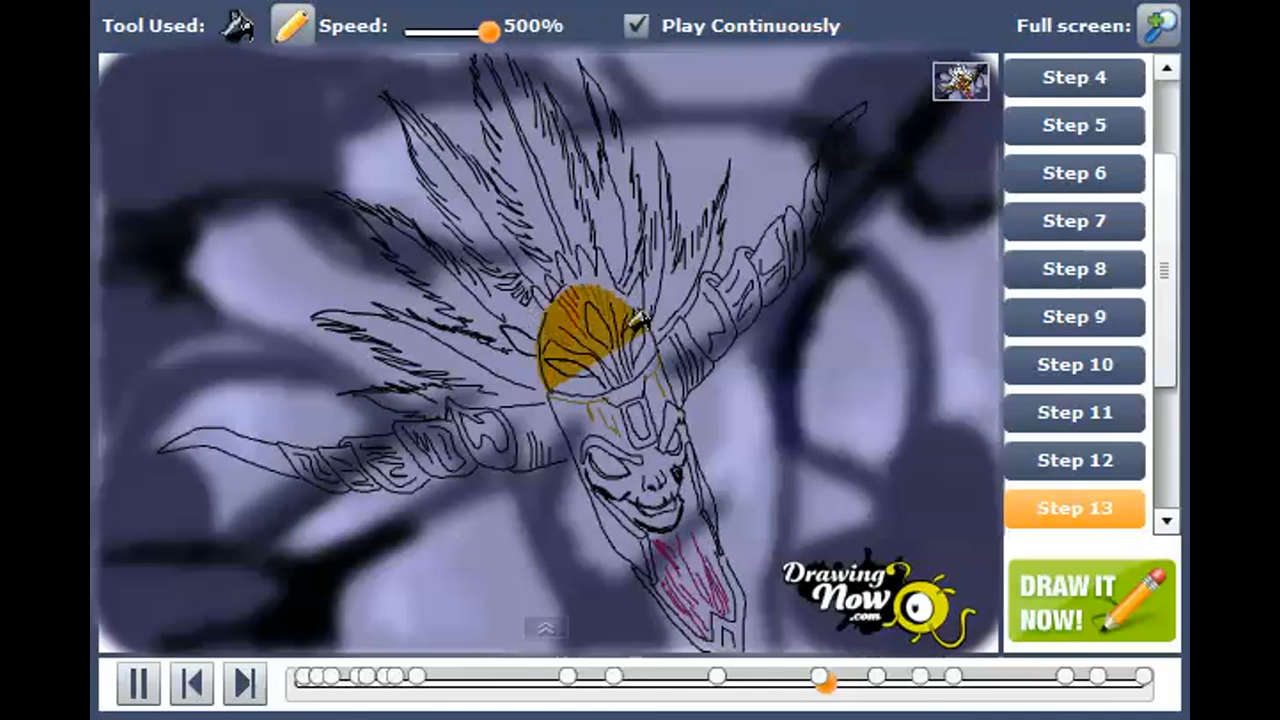 Tool Used:
Speed:
500%
Play Continuously
Full screen:
Step 4
Step 5
Step 6
Step 7
Step 8
Step 9
Step 10
Step 11
Step 12
Step 13
Drawing
Now!
.com
DRAW IT
NOW!